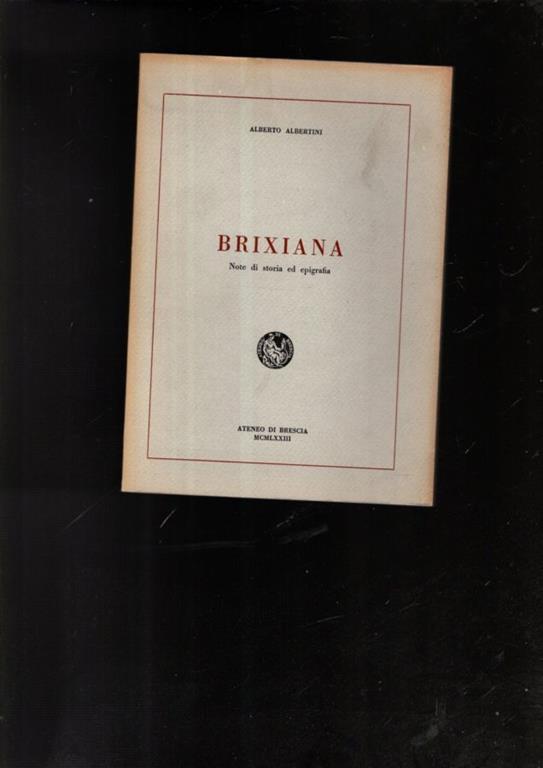 ALBERTO ALBERTINI
BRIXIANA
Note di storia ed epigrafia
ATENEO DI BRESCIA
MCMLXXIII